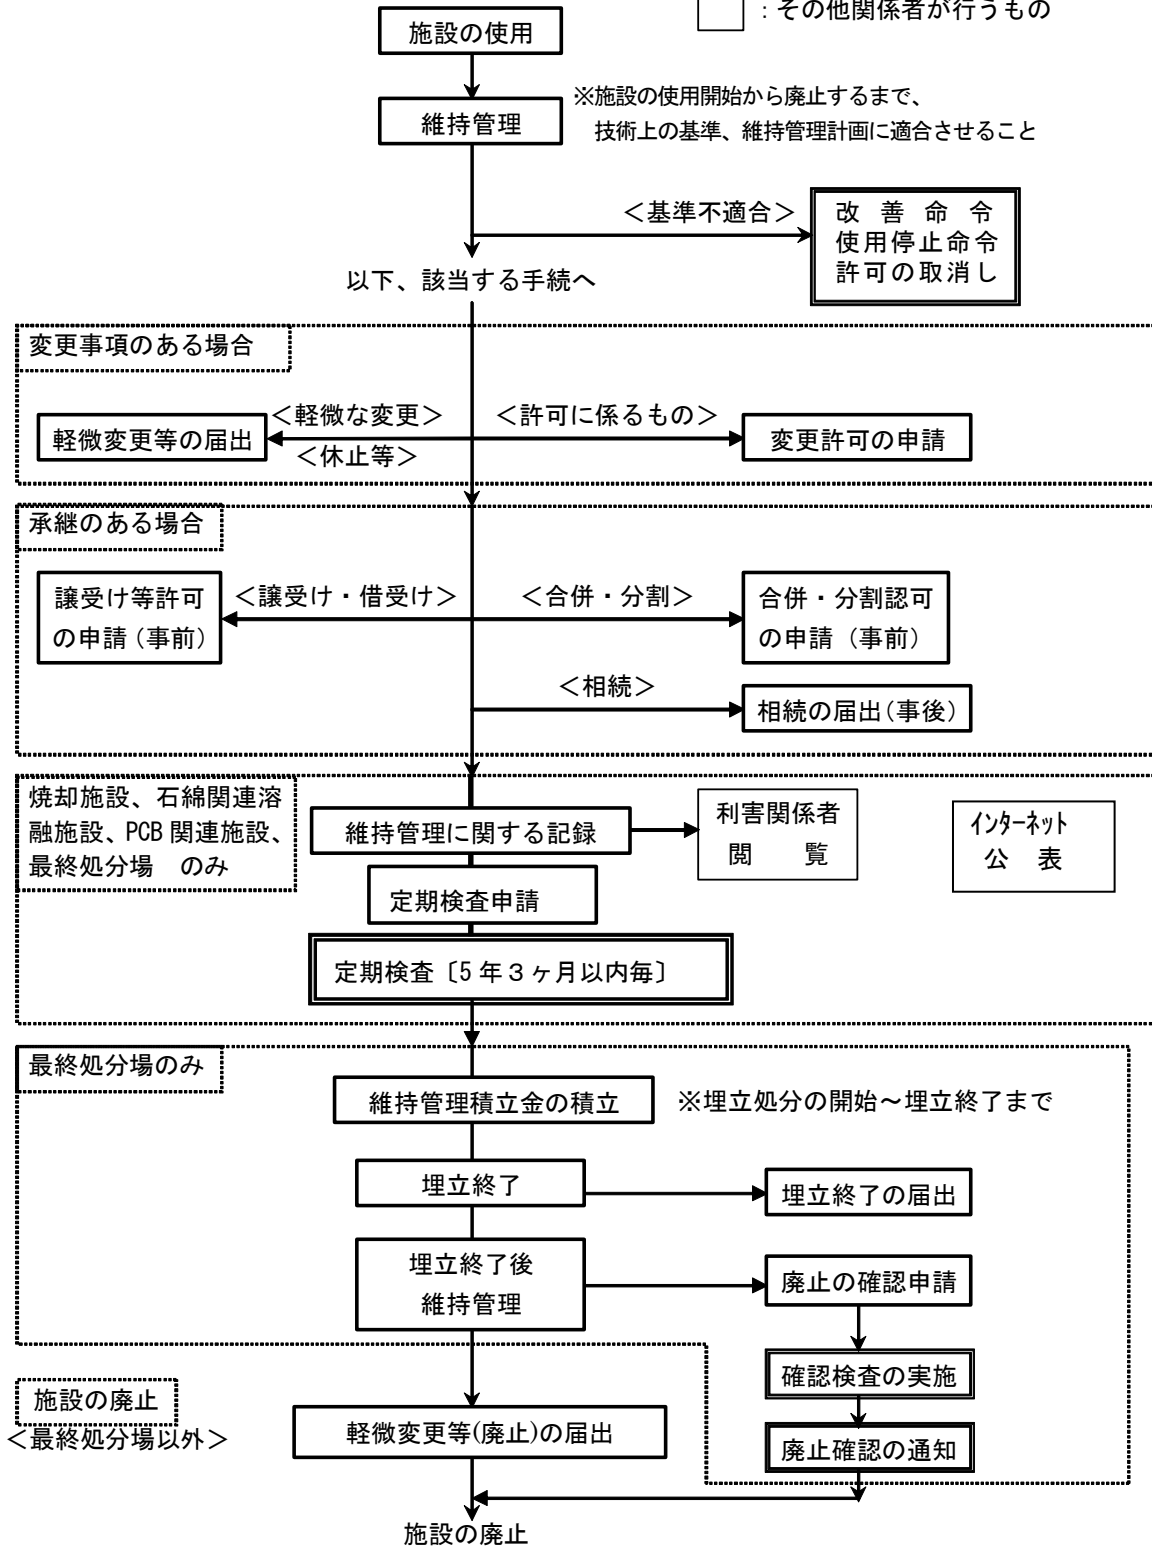 ：その他関係者が行うもの
施設の使用
維持管理
※施設の使用開始から廃止するまで、
技術上の基準、維持管理計画に適合させること
＜基準不適合＞
改　善　命　令
使用停止命令
許可の取消し
以下、該当する手続へ
変更事項のある場合
＜軽微な変更＞
＜許可に係るもの＞
軽微変更等の届出
変更許可の申請
＜休止等＞
承継のある場合
譲受け等許可
の申請（事前）
＜譲受け・借受け＞
＜合併・分割＞
合併・分割認可
の申請（事前）
＜相続＞
相続の届出（事後）
焼却施設、石綿関連溶
融施設、PCB関連施設、
最終処分場　のみ
維持管理に関する記録
利害関係者
閲　　覧
ｲﾝﾀｰﾈｯﾄ
公　表
定期検査申請
定期検査〔5年３ヶ月以内毎〕
最終処分場のみ
維持管理積立金の積立
※埋立処分の開始～埋立終了まで
埋立終了
埋立終了の届出
埋立終了後
維持管理
廃止の確認申請
確認検査の実施
施設の廃止
＜最終処分場以外＞
軽微変更等(廃止)の届出
廃止確認の通知
施設の廃止